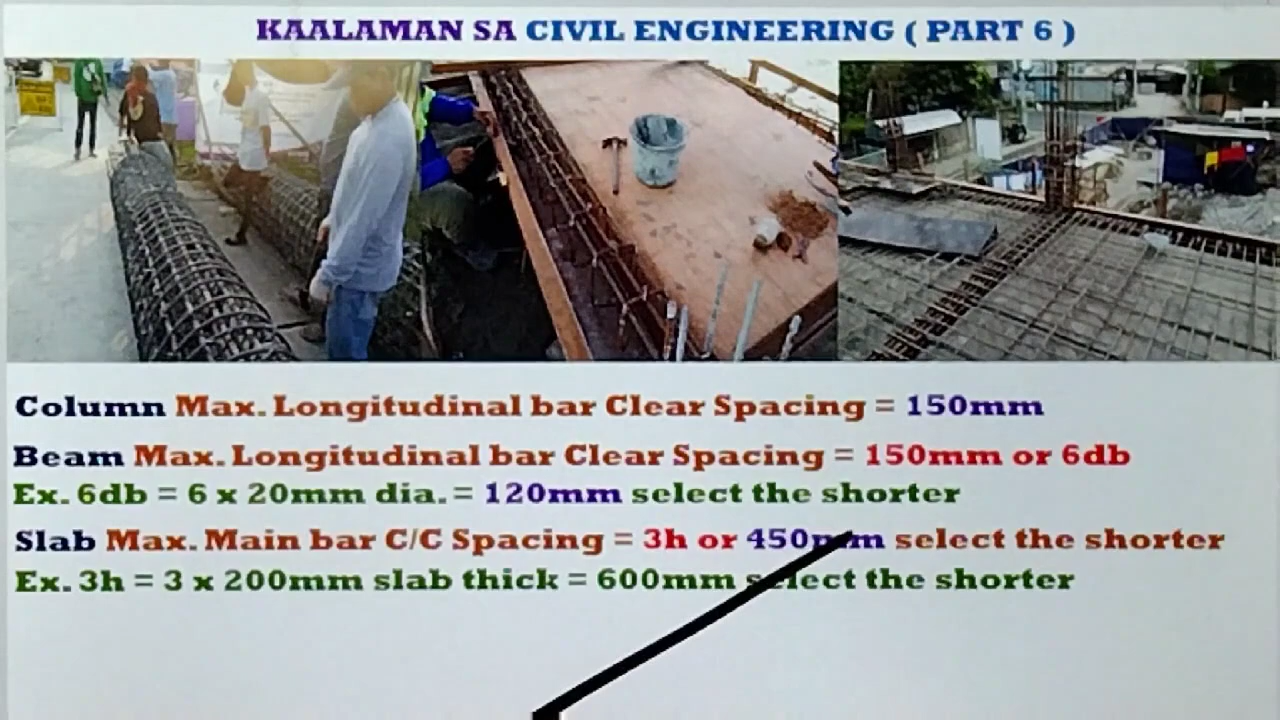 KAALAMAN SA CIVIL ENGINEERING ( PART 6 )
Column Max. Longitudinal bar Clear Spacing = 150mm
Beam Max. Longitudinal bar Clear Spacing = 150mm or 6db
Ex. 6db = 6 x 20mm dia. = 120mm select the shorter
Slab Max. Main bar C/C Spacing = 3h or 450mm select the shorter
Ex. 3h = 3 x 200mm slab thick = 600mm select the shorter